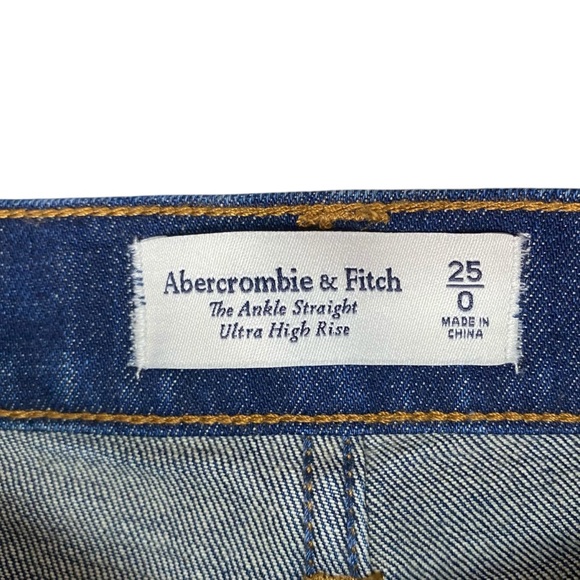 Abercrombie & Fitch
The Ankle Straight
Ultra High Rise
25
0
MADE IN
CHINA